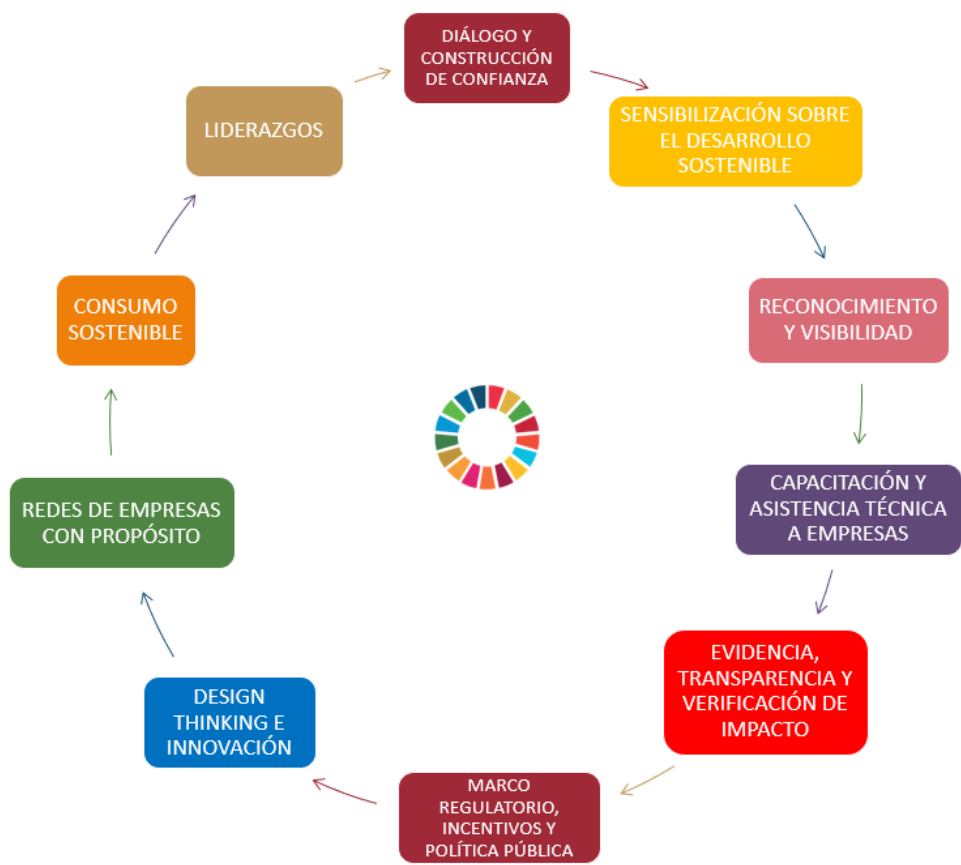 DIÁLOGO Y
CONSTRUCCIÓN
DE CONFIANZA
SENSIBILIZACIÓN SOBRE
EL DESARROLLO
SOSTENIBLE
RECONOCIMIENTO
Y VISIBILIDAD
CAPACITACIÓN Y
ASISTENCIA TÉCNICA
A EMPRESAS
EVIDENCIA,
TRANSPARENCIA Y
VERIFICACIÓN DE
IMPACTO
MARCO
REGULATORIO,
INCENTIVOS Y
POLÍTICA PÚBLICA
DESIGN
THINKING E
INNOVACIÓN
REDES DE EMPRESAS
CON PROPÓSITO
CONSUMO
SOSTENIBLE
LIDERAZGOS